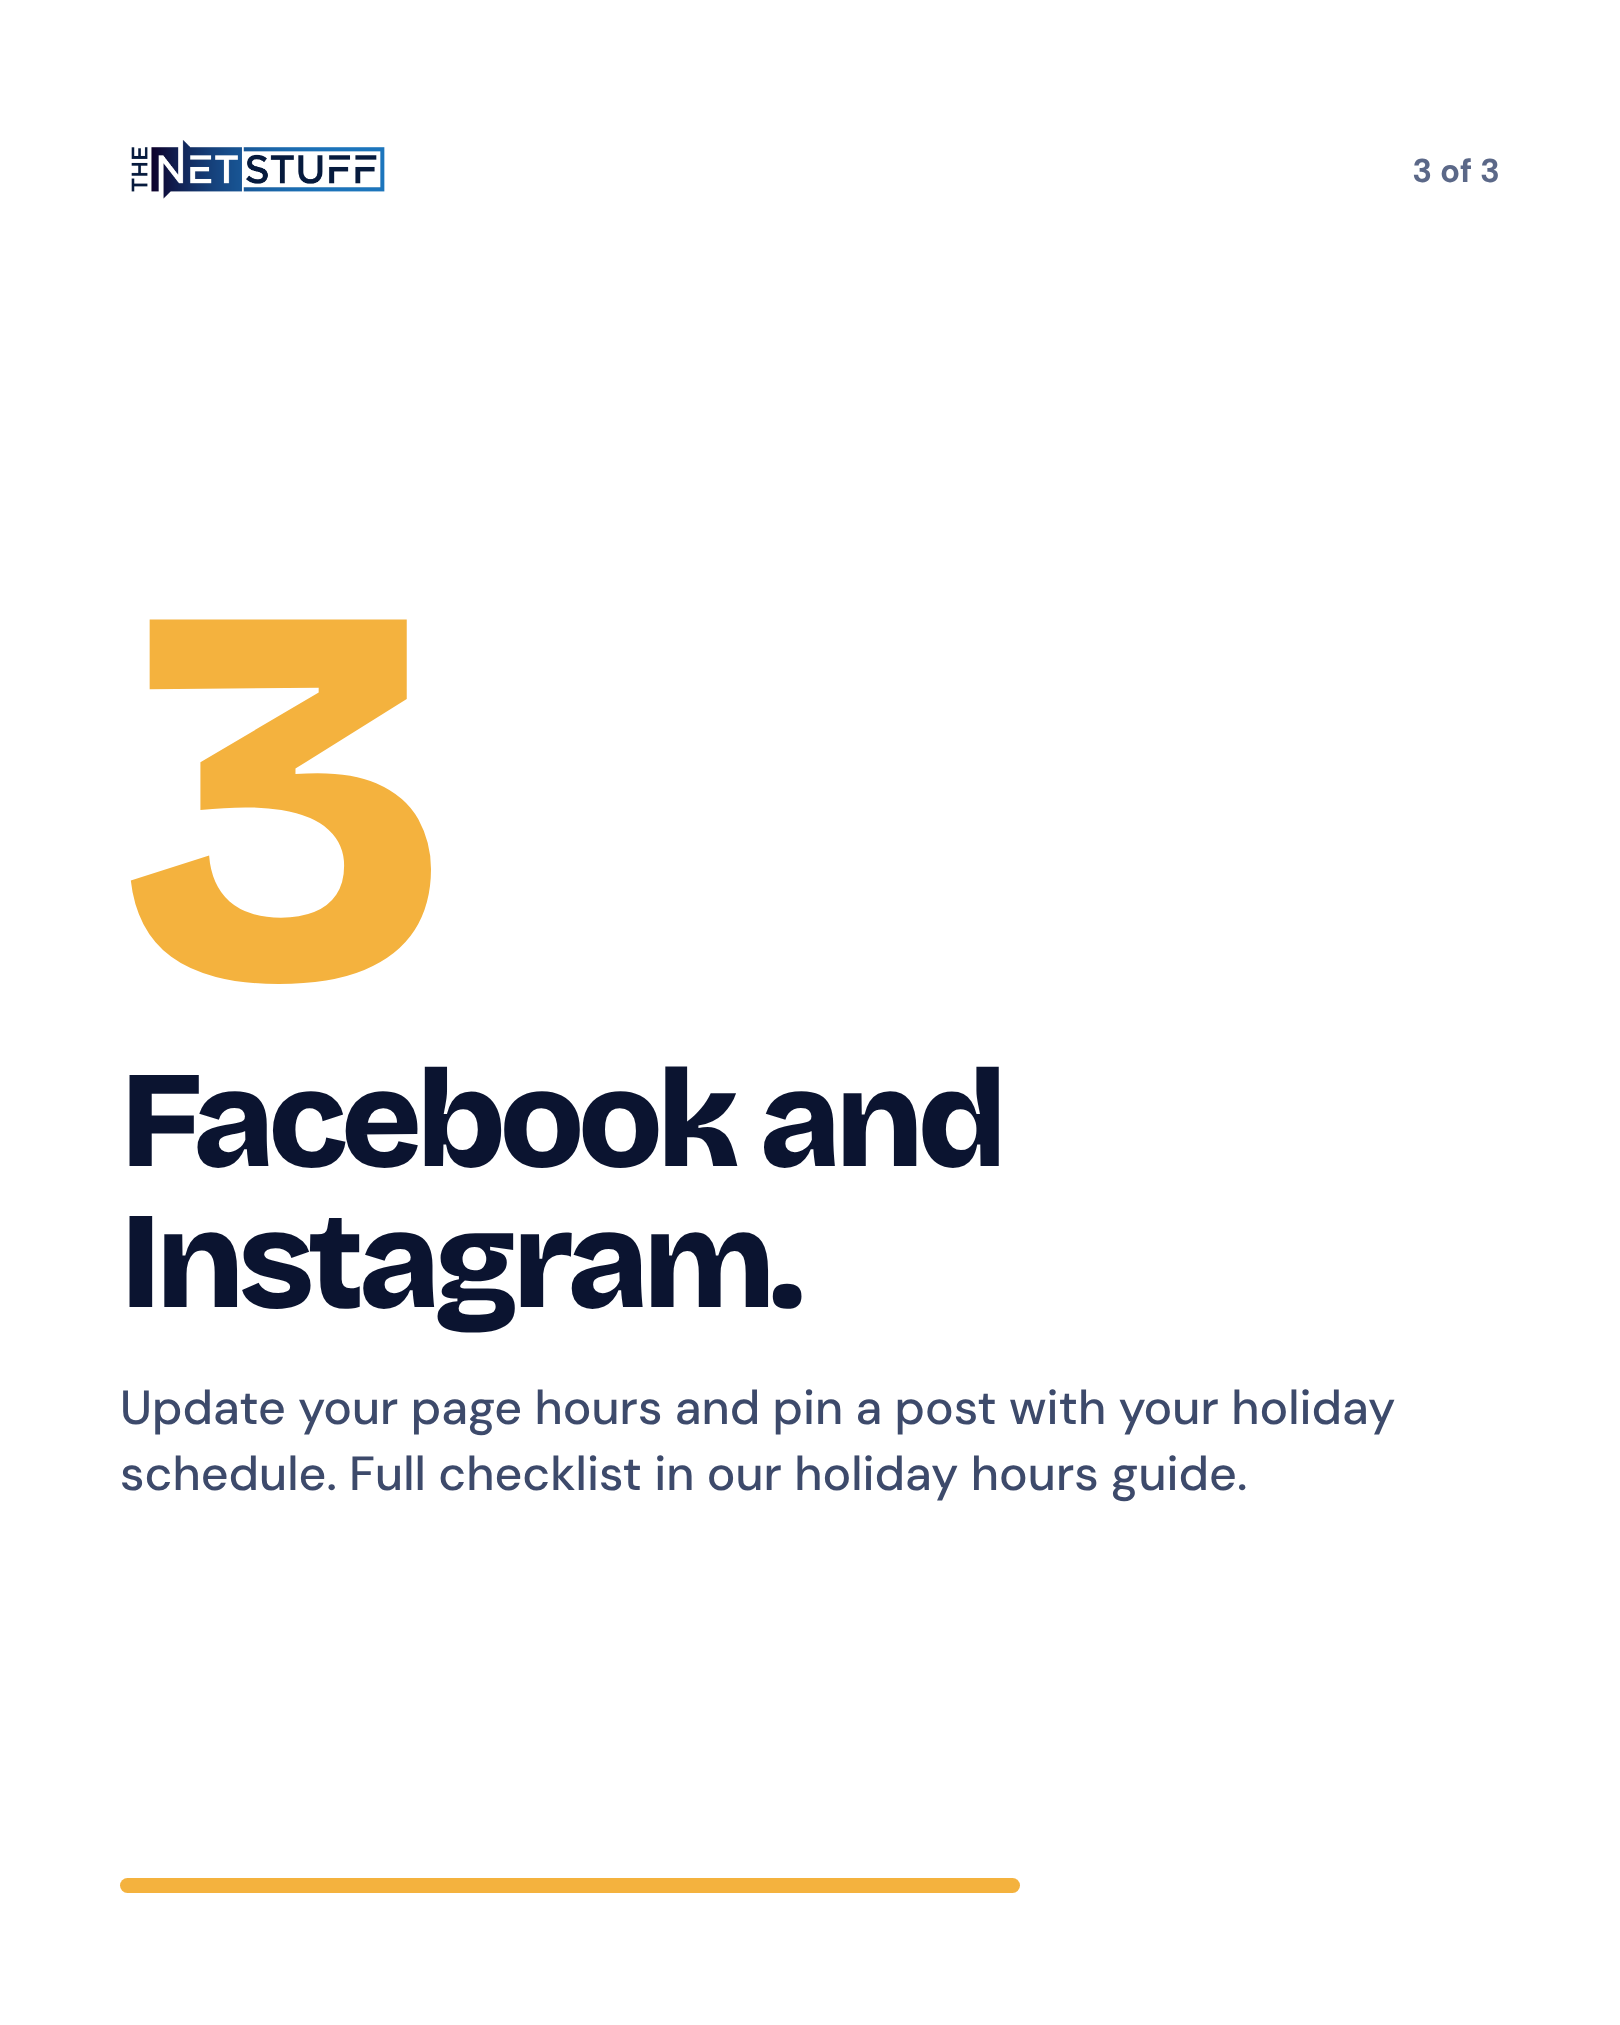 THE NETSTUFF
3 of 3
3
Facebook and
Instagram.
Update your page hours and pin a post with your holiday
schedule. Full checklist in our holiday hours guide.